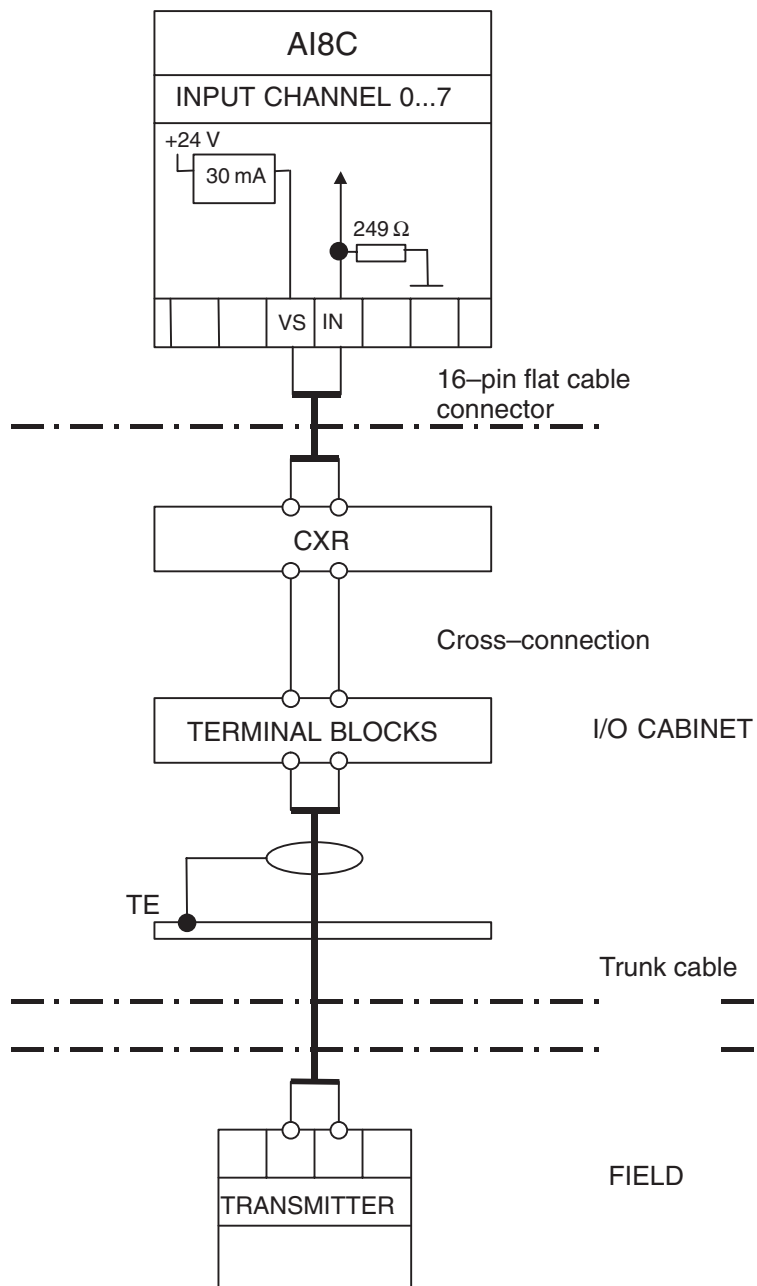 AI8C
INPUT CHANNEL 0...7
+24 V
30 mA
249 Ω
VS IN
16–pin flat cable
connector
CXR
Cross–connection
TERMINAL BLOCKS
I/O CABINET
TE
Trunk cable
TRANSMITTER
FIELD